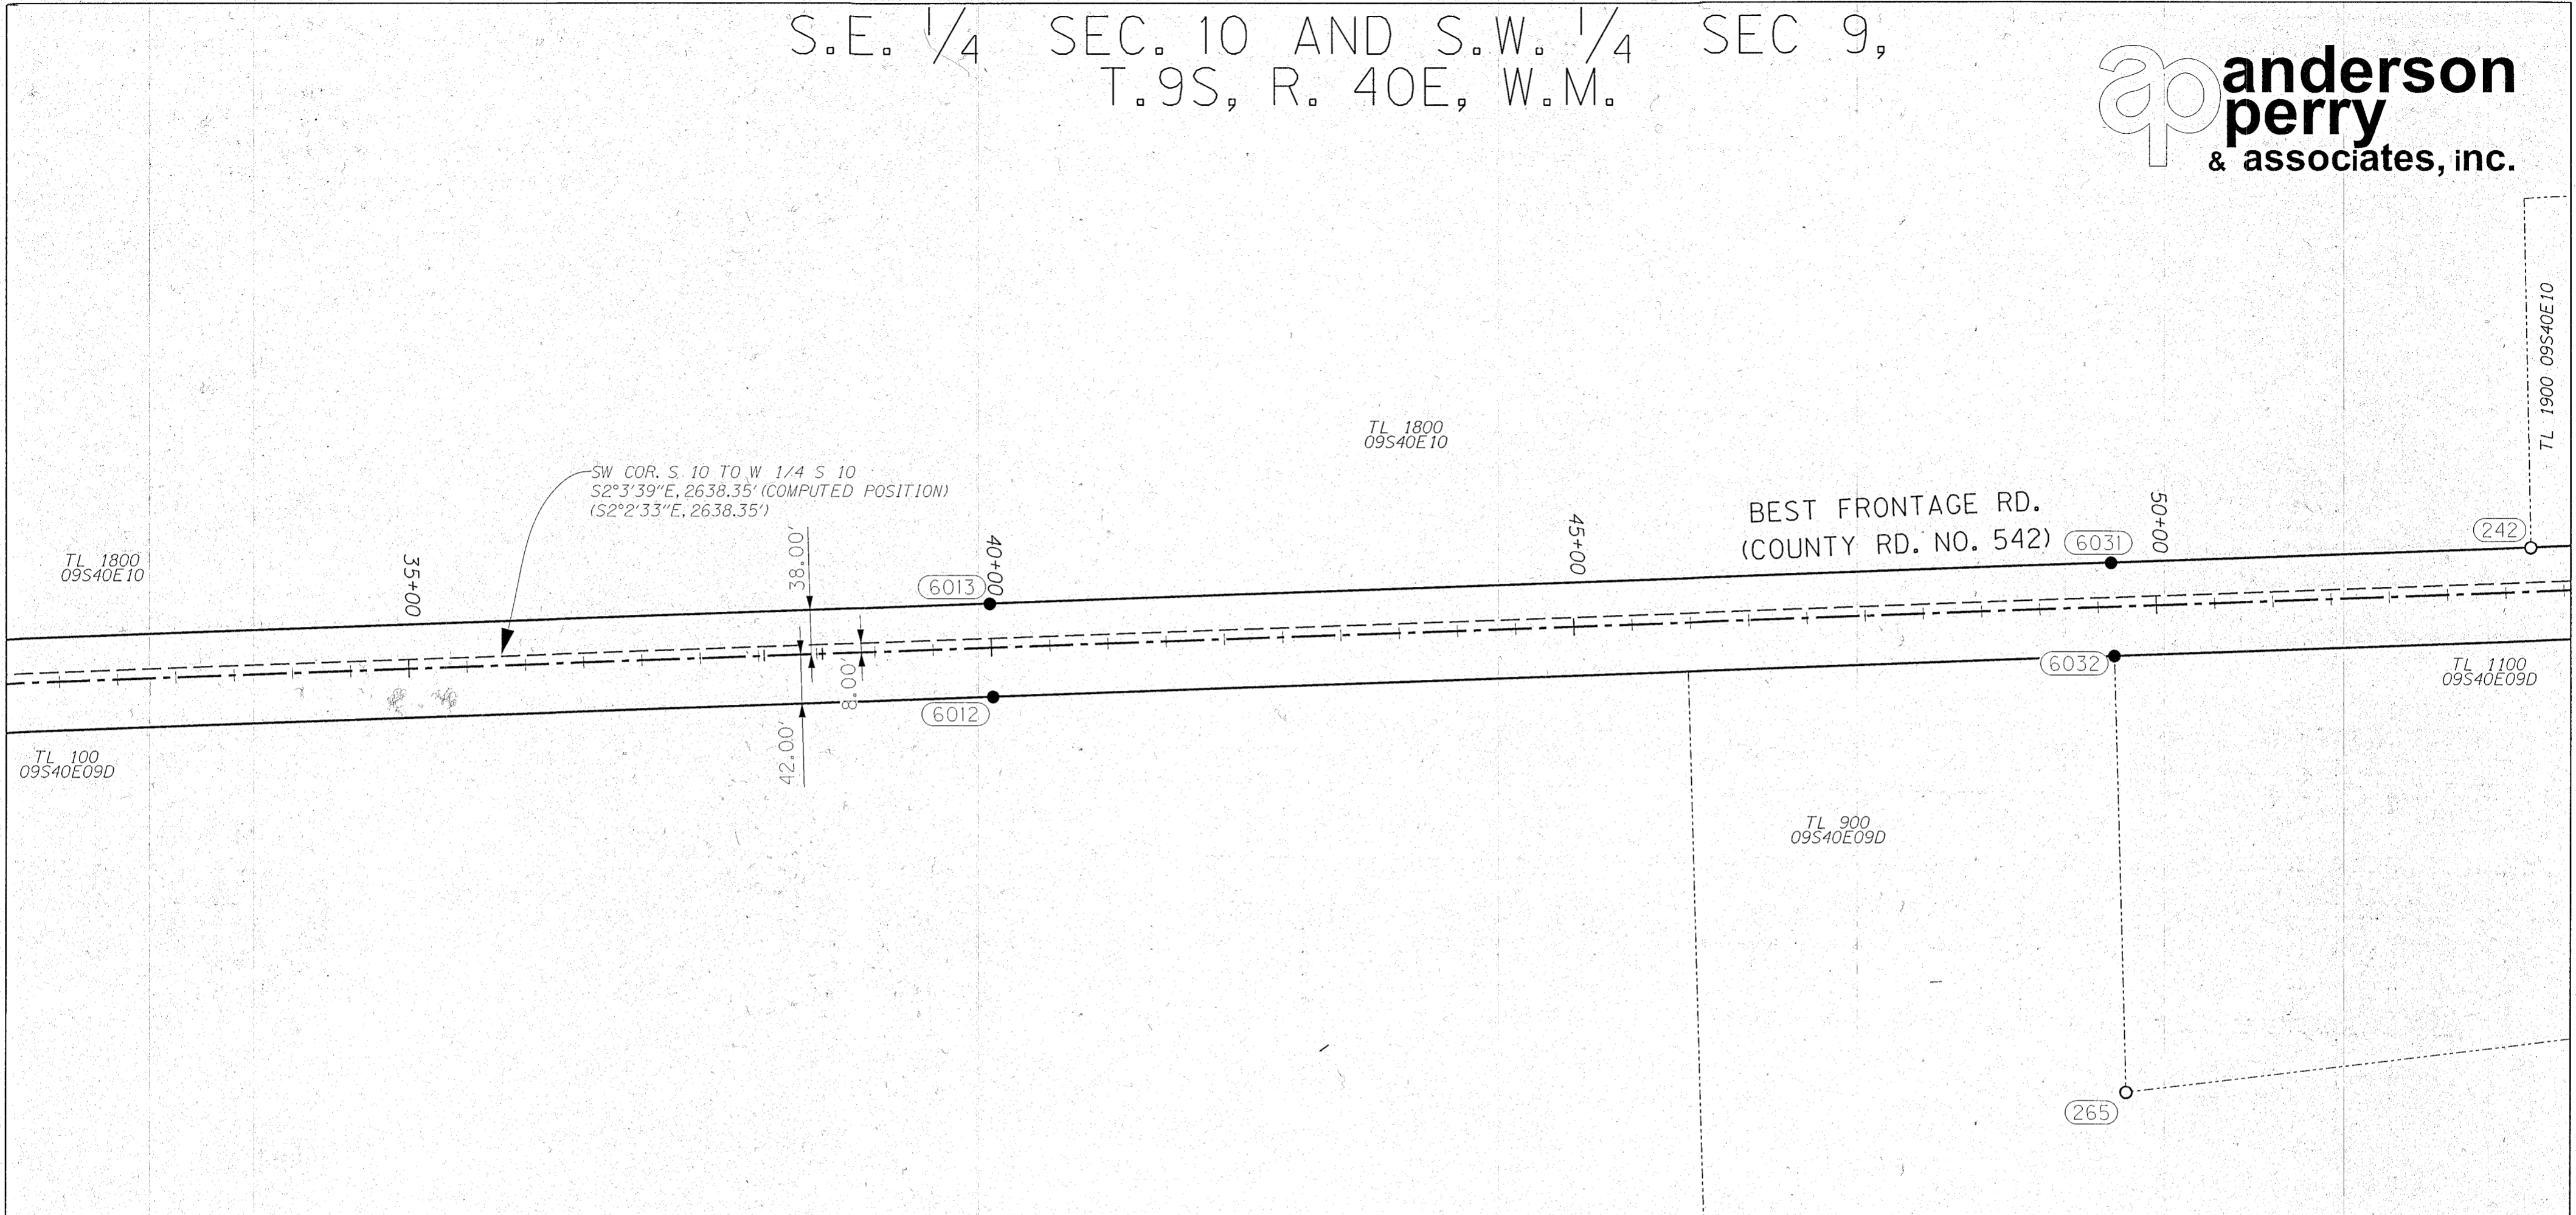 S.E. 1/4 SEC. 10 AND S.W. 1/4 SEC 9,
T.9S, R. 40E, W.M.
ap
anderson
perry
& associates, inc.
TL 1900 09S40E10
TL 1800
09S40E10
SW COR. S 10 TO W 1/4 S 10
S2°3'39"E, 2638.35' (COMPUTED POSITION)
(S2°2'33"E, 2638.35')
BEST FRONTAGE RD.
(COUNTY RD. NO. 542)
6031
50+00
242
45+00
40+00
38.00'
6013
35+00
TL 1800
09S40E10
8.00'
6012
42.00'
6032
TL 1100
09S40E09D
TL 100
09S40E09D
TL 900
09S40E09D
265